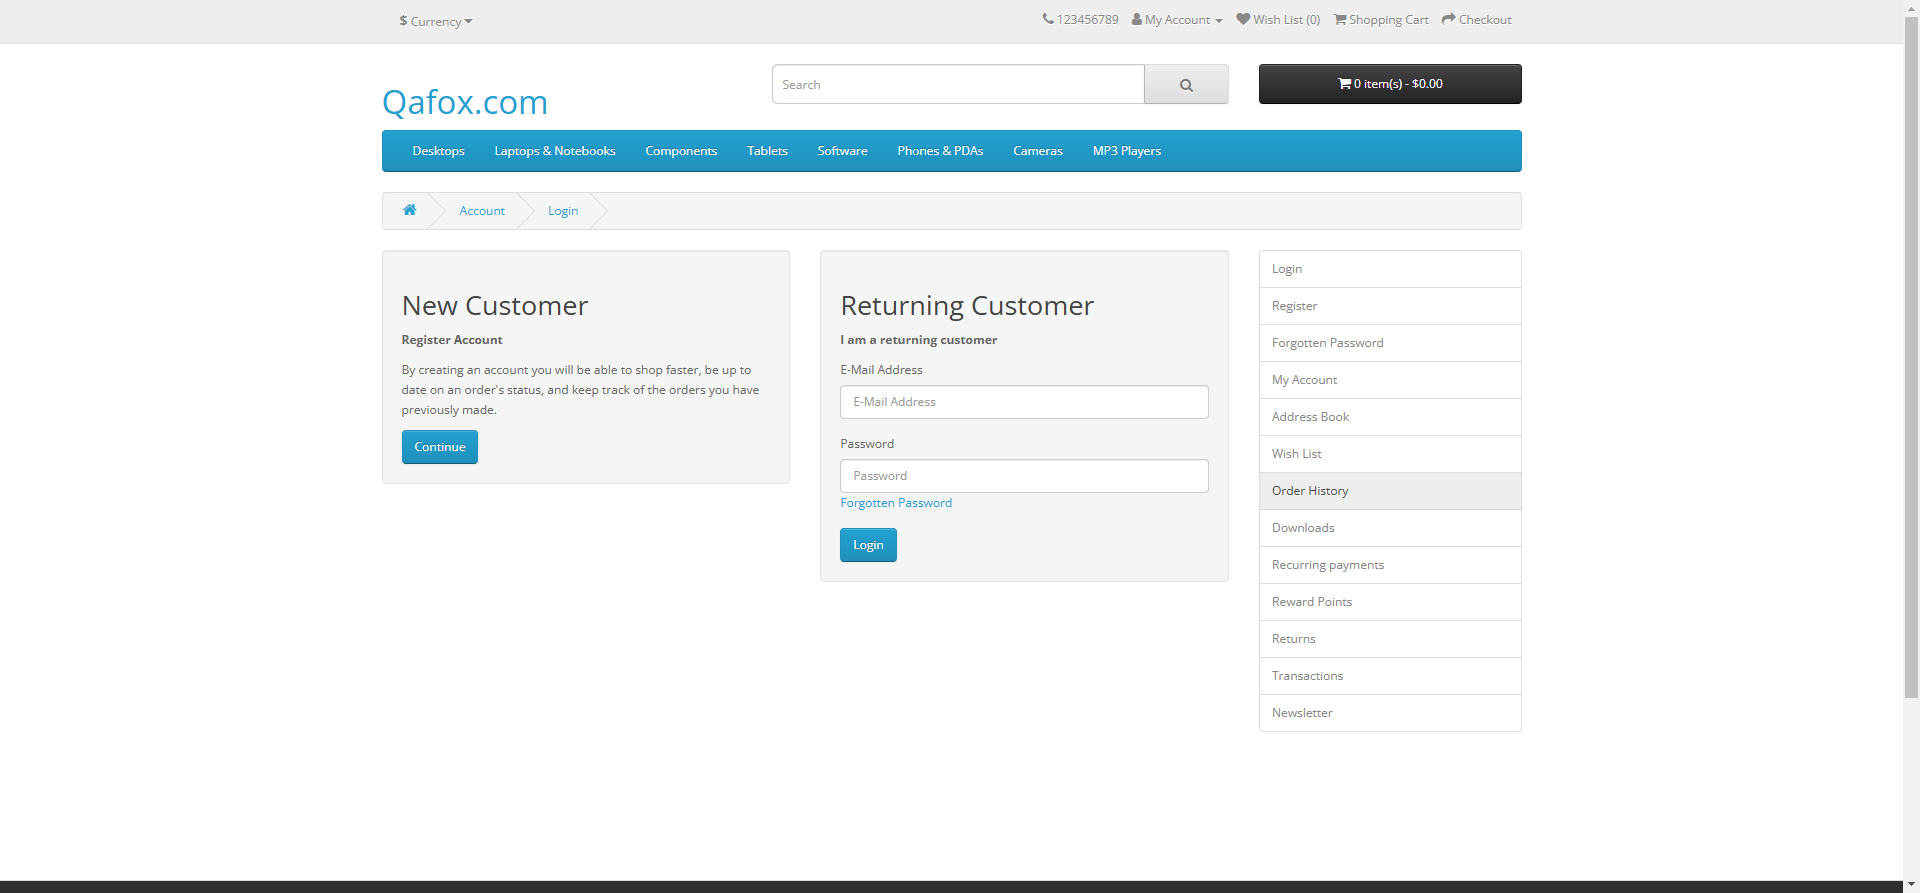 $ Currency
123456789 My Account Wish List (0) Shopping Cart Checkout
Qafox.com
Search
0 item(s) - $0.00
Desktops Laptops & Notebooks Components Tablets Software Phones & PDAs Cameras MP3 Players
Account Login
New Customer
Register Account
By creating an account you will be able to shop faster, be up to
date on an order's status, and keep track of the orders you have
previously made.
Continue
Returning Customer
I am a returning customer
E-Mail Address
E-Mail Address
Password
Password
Forgotten Password
Login
Login
Register
Forgotten Password
My Account
Address Book
Wish List
Order History
Downloads
Recurring payments
Reward Points
Returns
Transactions
Newsletter